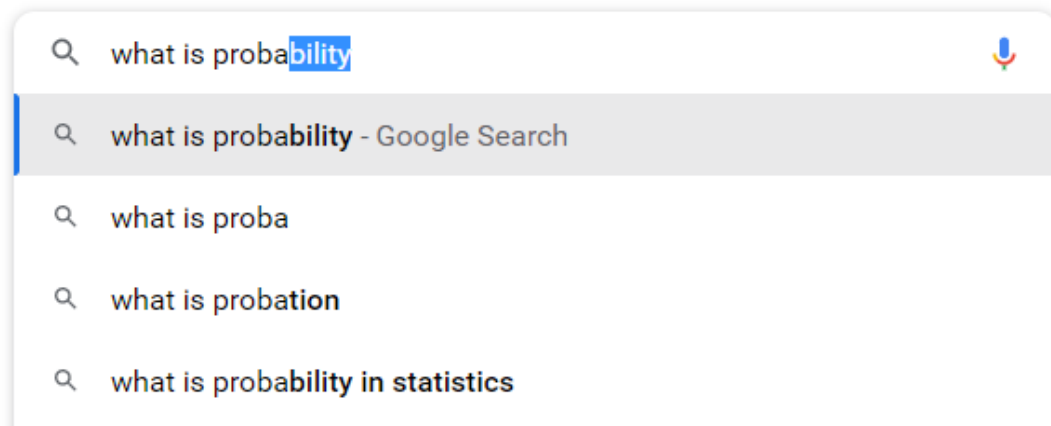 what is probability
what is probability - Google Search
what is proba
what is probation
what is probability in statistics